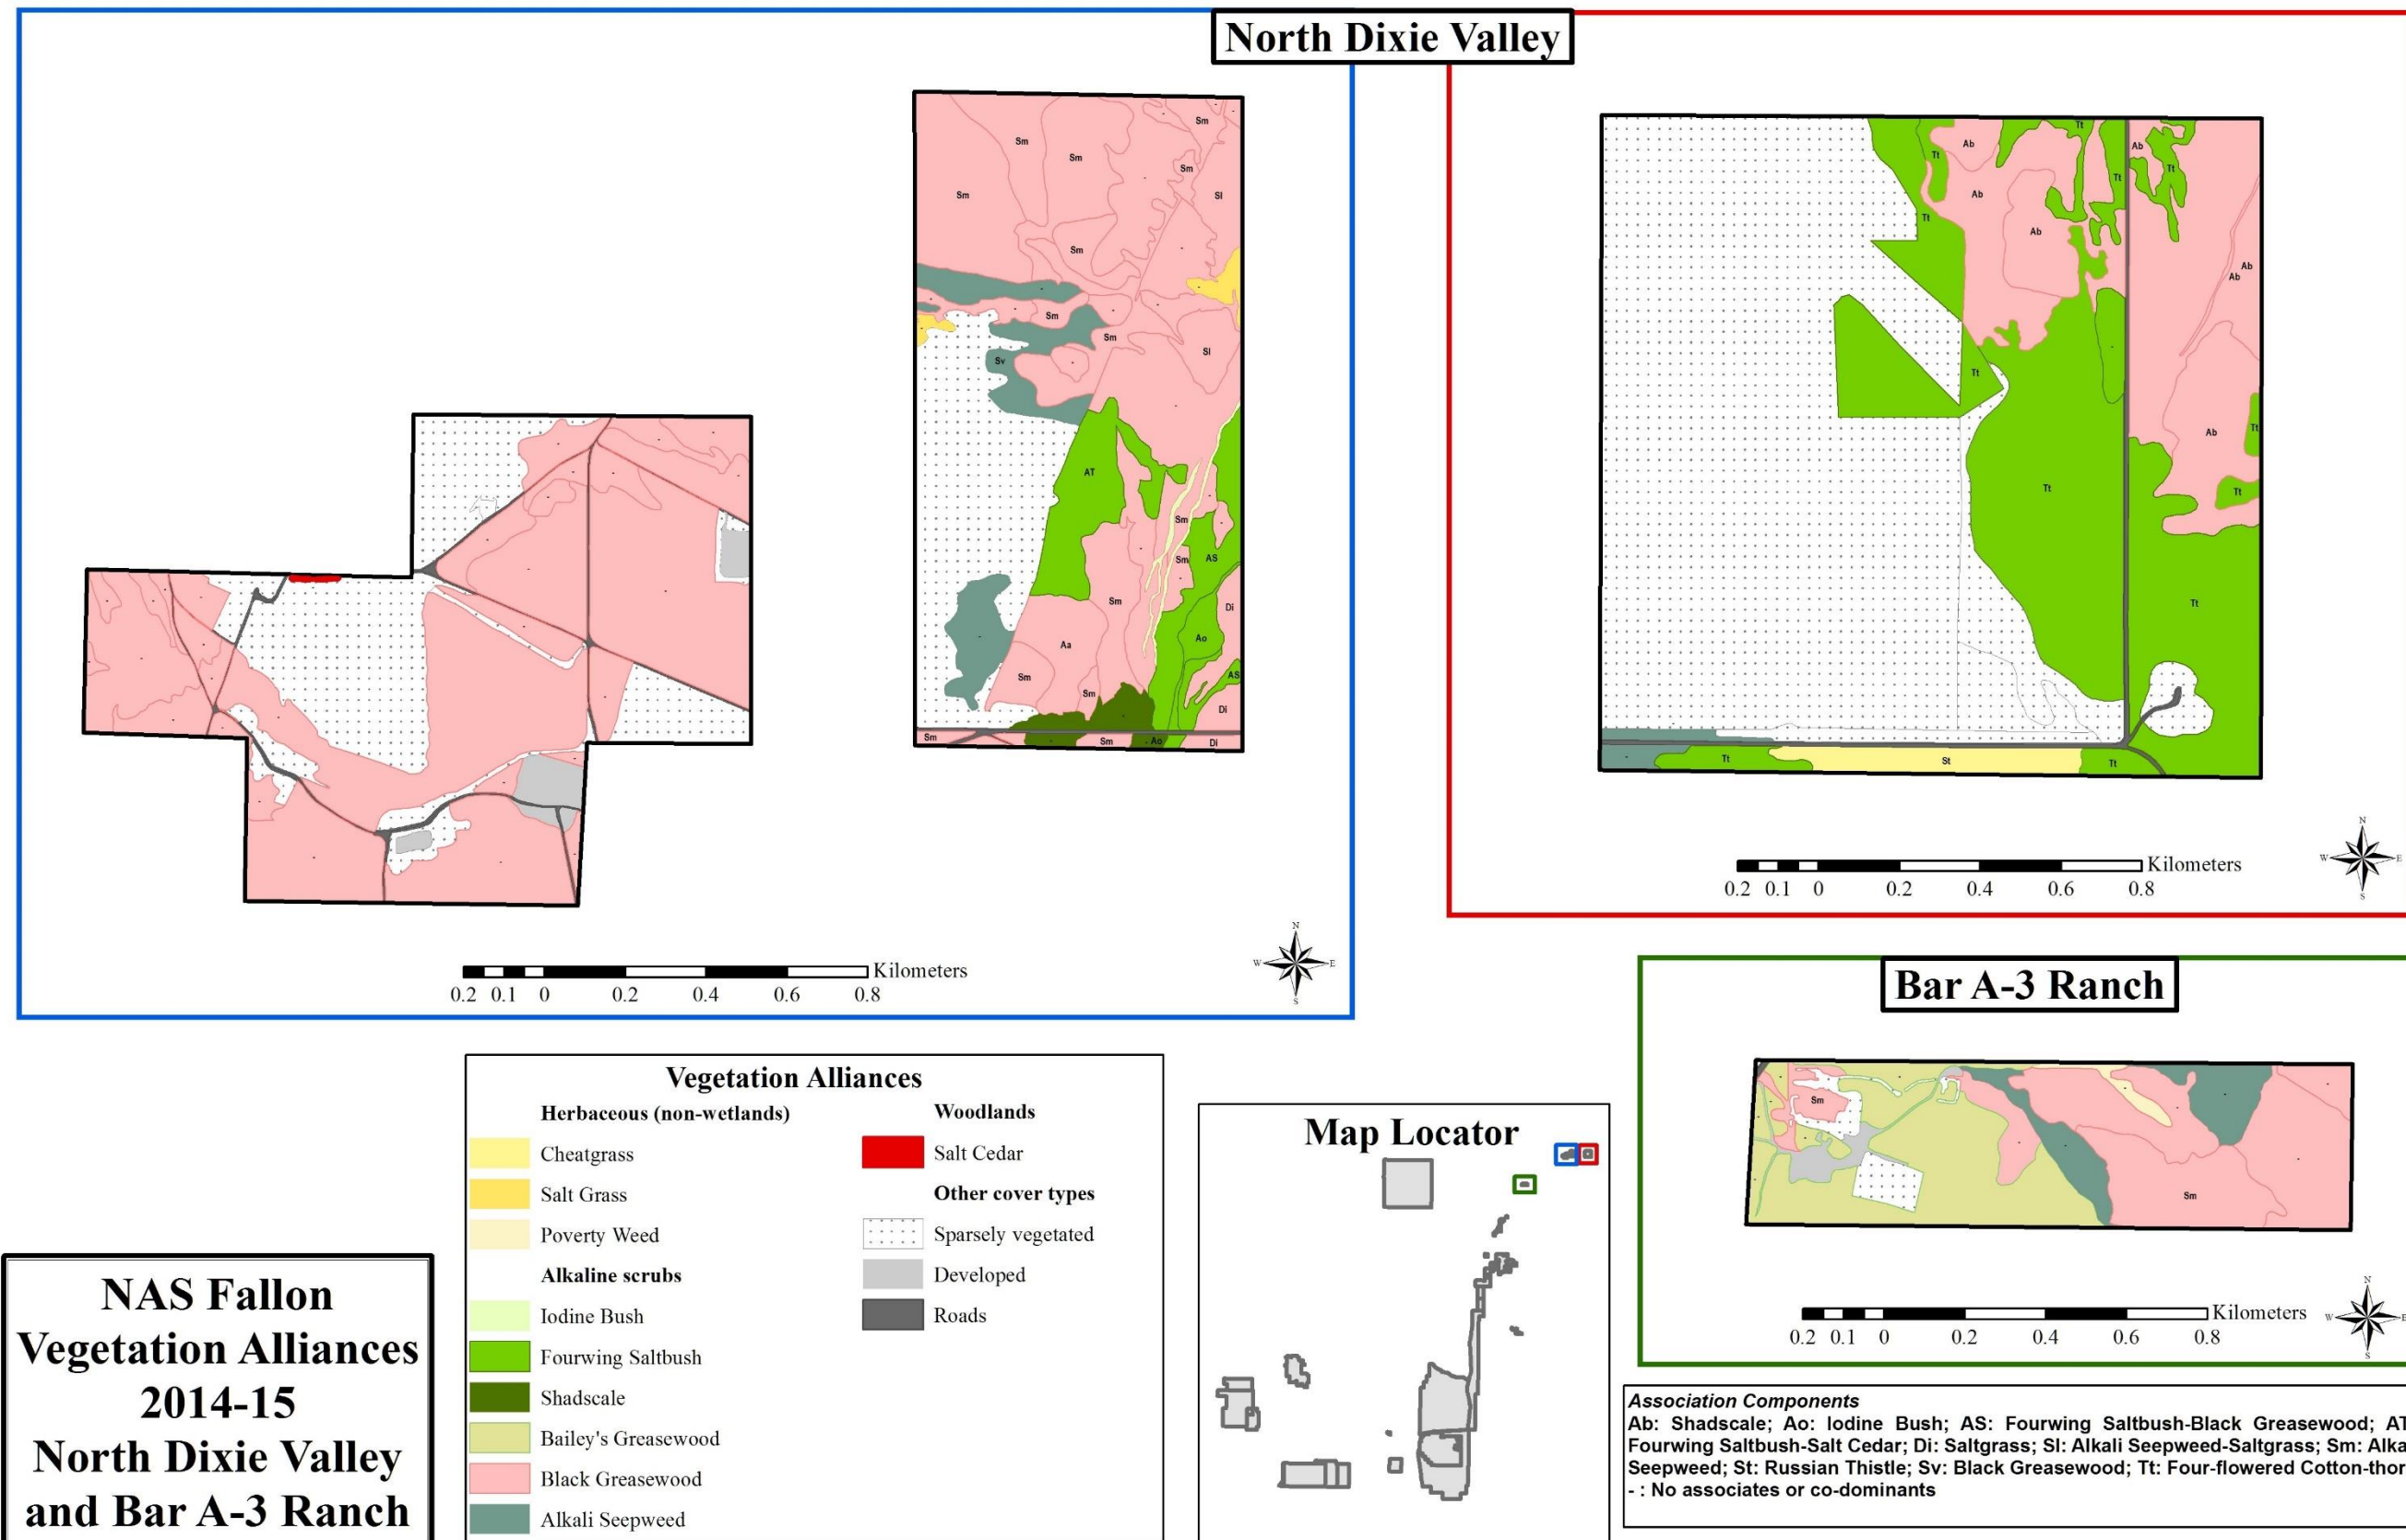 North Dixie Valley
Sm
Sm
Sm
Sm
Sm
Sl
Sm
Sm
Sm
Sl
Sv
AT
Sm
Sm
AS
Sm
Di
Ao
Aa
Sm
Sm
AS
Di
Sm
Sm
Ao
Di
Kilometers
0.2 0.1 0 0.2 0.4 0.6 0.8
N
W E
S
Tt
Ab
Ab
Tt
Tt
Tt
Ab
Tt
Ab
Ab
Ab
Tt
Ab
Tt
Tt
Tt
Tt
Tt
St
Tt
Kilometers
0.2 0.1 0 0.2 0.4 0.6 0.8
N
W E
S
Bar A-3 Ranch
Sm
Sm
Kilometers
0.2 0.1 0 0.2 0.4 0.6 0.8
N
W E
S
Vegetation Alliances
Herbaceous (non-wetlands)
Cheatgrass
Salt Grass
Poverty Weed
Alkaline scrubs
Iodine Bush
Fourwing Saltbush
Shadscale
Bailey's Greasewood
Black Greasewood
Alkali Seepweed
Woodlands
Salt Cedar
Other cover types
Sparsely vegetated
Developed
Roads
Map Locator
NAS Fallon
Vegetation Alliances
2014-15
North Dixie Valley
and Bar A-3 Ranch
Association Components
Ab: Shadscale; Ao: Iodine Bush; AS: Fourwing Saltbush-Black Greasewood; AT
Fourwing Saltbush-Salt Cedar; Di: Saltgrass; Sl: Alkali Seepweed-Saltgrass; Sm: Alka
Seepweed; St: Russian Thistle; Sv: Black Greasewood; Tt: Four-flowered Cotton-thor
- : No associates or co-dominants